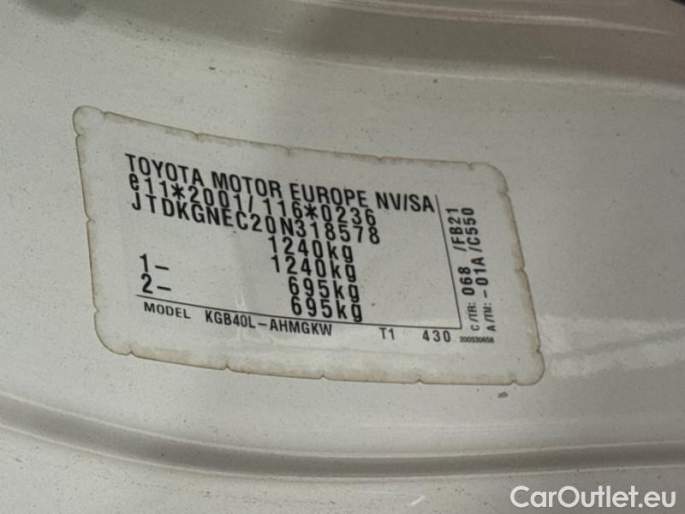 TOYOTA MOTOR EUROPE NV/SA
e11*2001/116*0236
JTDKGNEC20N318578
1240kg
1- 1240kg
2- 695kg
695kg
MODEL KGB40L-AHMGKW T1 430
C/TR: 068 /FB21
A/TM: -01A /C550
CarOutlet.eu